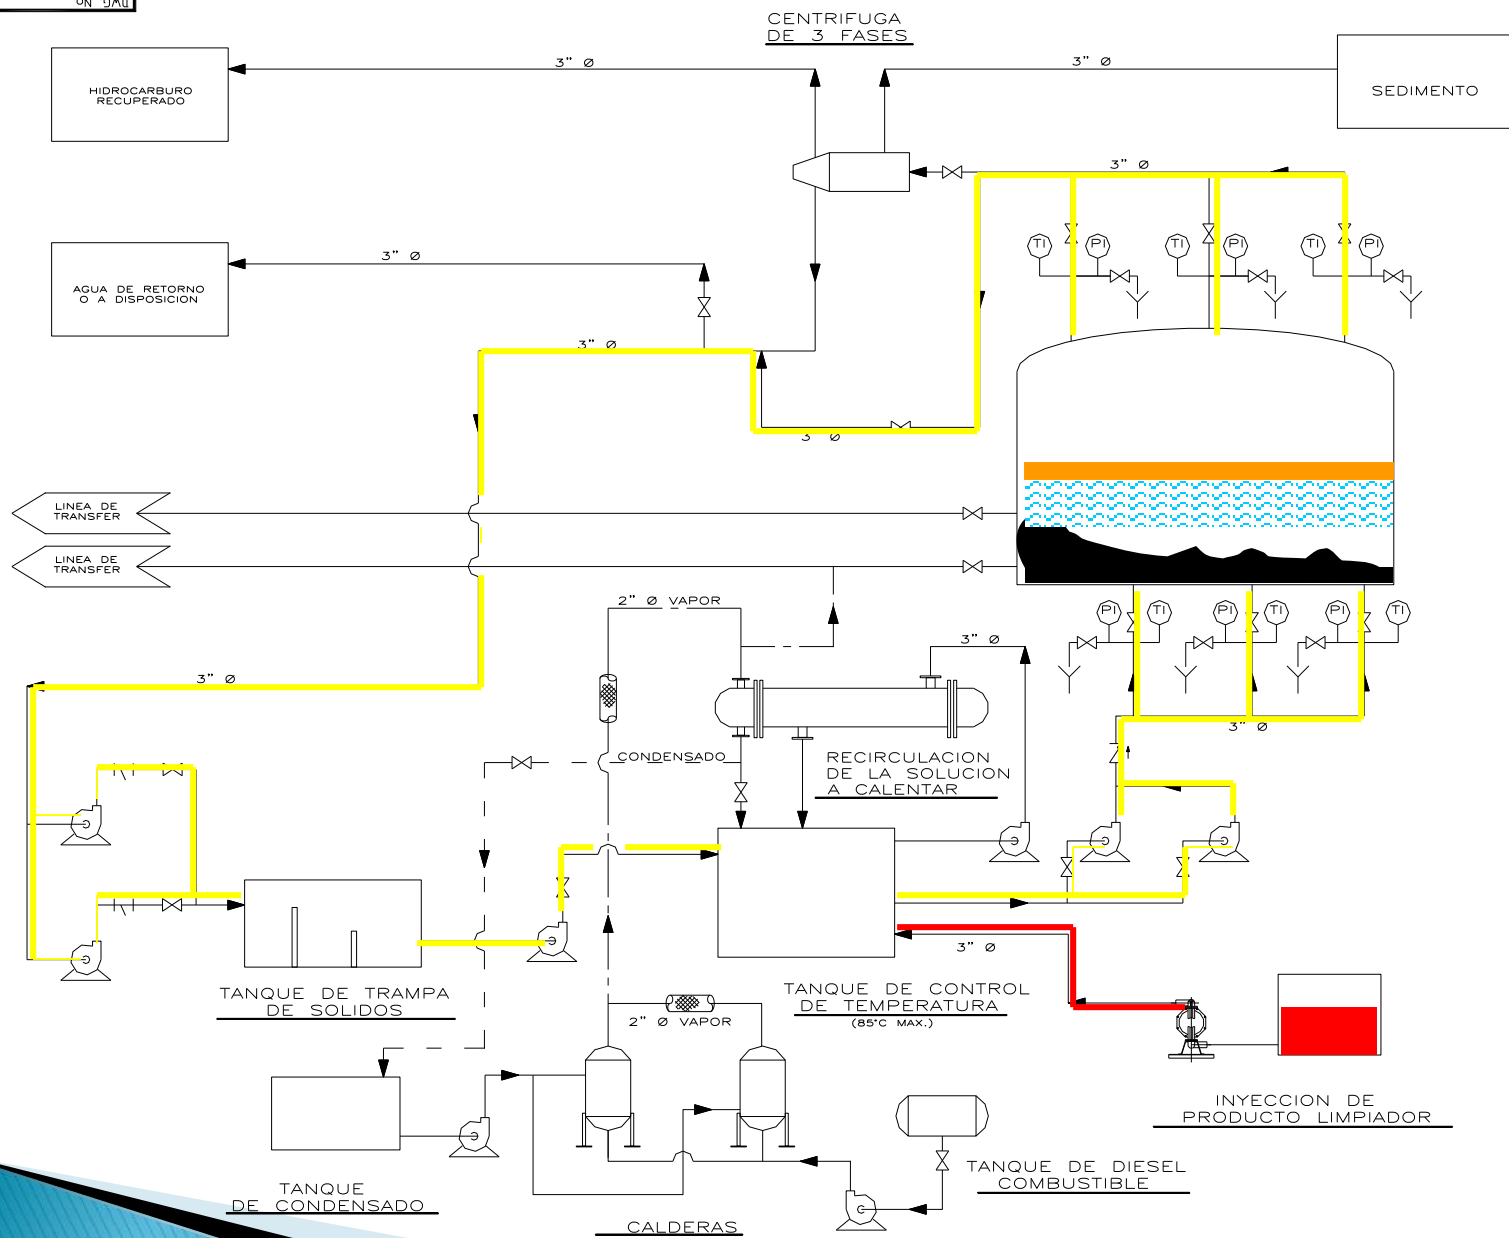 DWG No
CENTRIFUGA
DE 3 FASES
3" Ø
3" Ø
HIDROCARBURO
RECUPERADO
SEDIMENTO
3" Ø
TI
PI
TI
PI
TI
PI
3" Ø
AGUA DE RETORNO
O A DISPOSICION
3" Ø
3 Ø
LINEA DE
TRANSFER
LINEA DE
TRANSFER
2" Ø VAPOR
PI
TI
PI
TI
PI
TI
3" Ø
3" Ø
3" Ø
CONDENSADO
RECIRCULACION
DE LA SOLUCION
A CALENTAR
3" Ø
TANQUE DE TRAMPA
DE SOLIDOS
TANQUE DE CONTROL
DE TEMPERATURA
(85°C MAX.)
2" Ø VAPOR
INYECCION DE
PRODUCTO LIMPIADOR
TANQUE DE DIESEL
COMBUSTIBLE
TANQUE
DE CONDENSADO
CALDERAS